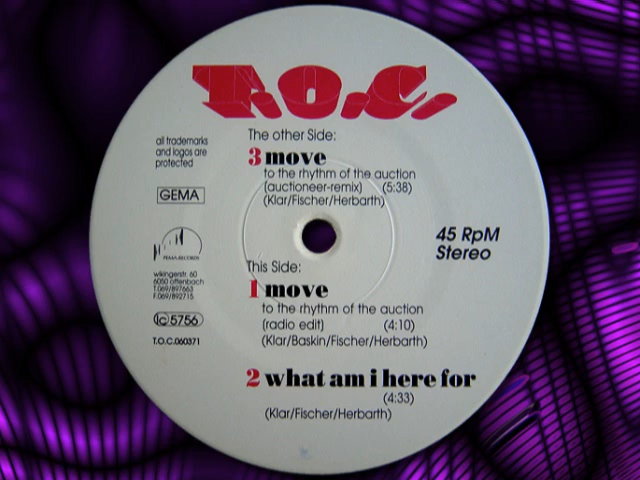 T.O.C.
The other Side:
all trademarks
and logos are
protected
3 move
to the rhythm of the auction
(auctioneer-remix) (5:38)
(Klar/Fischer/Herbarth)
GEMA
45 RpM
Stereo
PEMA-RECORDS
wikingerstr. 60
6050 offenbach
T.069/897663
F.069/892715
lc 5756
T.O.C.060371
This Side:
1 move
to the rhythm of the auction
(radio edit) (4:10)
(Klar/Baskin/Fischer/Herbarth)
2 what am i here for
(4:33)
(Klar/Fischer/Herbarth)